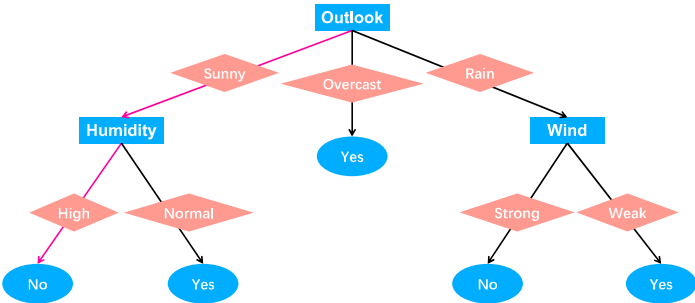 Outlook
Sunny
Overcast
Rain
Humidity
Yes
Wind
High
Normal
Strong
Weak
No
Yes
No
Yes